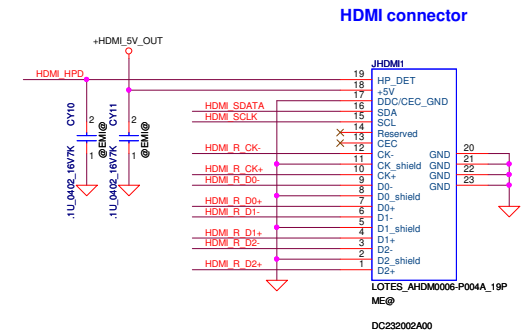 HDMI connector
+HDMI_5V_OUT
JHDMI1
HDMI_HPD
19 HP_DET
18 +5V
17 DDC/CEC_GND
HDMI_SDATA 16 SDA
HDMI_SCLK 15 SCL
14 Reserved
13 CEC
HDMI_R_CK- 12 CK-
11 CK_shield
HDMI_R_CK+ 10 CK+
HDMI_R_D0- 9 D0-
8 D0_shield
HDMI_R_D0+ 7 D0+
HDMI_R_D1- 6 D1-
5 D1_shield
HDMI_R_D1+ 4 D1+
HDMI_R_D2- 3 D2-
2 D2_shield
HDMI_R_D2+ 1 D2+
GND 20
GND 21
GND 22
GND 23
CY10
2
1
@EMI@
.1U_0402_16V7K
CY11
2
1
@EMI@
.1U_0402_16V7K
LOTES_AHDM0006-P004A_19P
ME@
DC232002A00